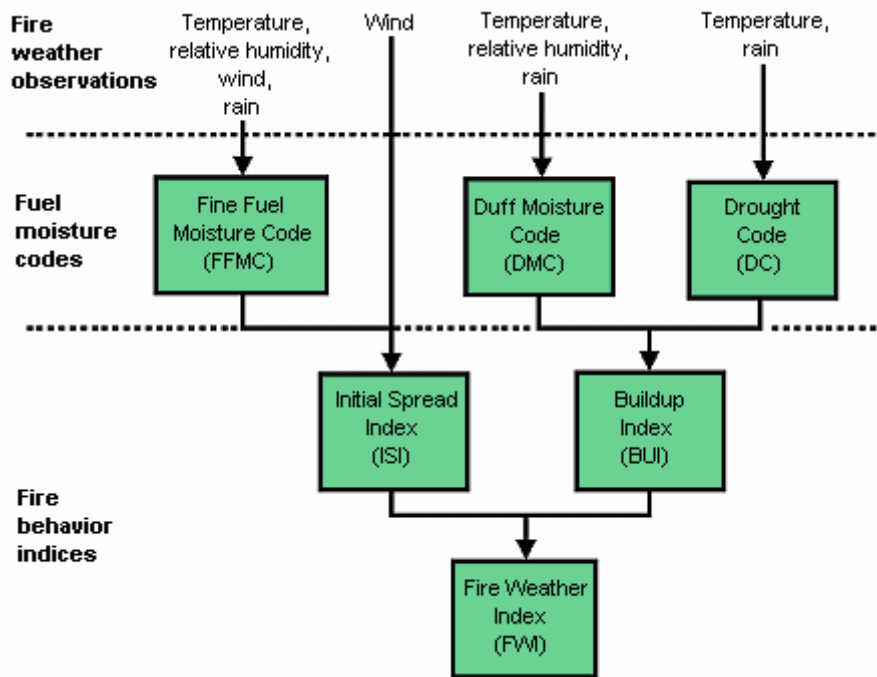 Fire
weather
observations
Temperature,
relative humidity,
wind,
rain
Wind
Temperature,
relative humidity,
rain
Temperature,
rain
Fuel
moisture
codes
Fine Fuel
Moisture Code
(FFMC)
Duff Moisture
Code
(DMC)
Drought
Code
(DC)
Fire
behavior
indices
Initial Spread
Index
(ISI)
Buildup
Index
(BUI)
Fire Weather
Index
(FWI)